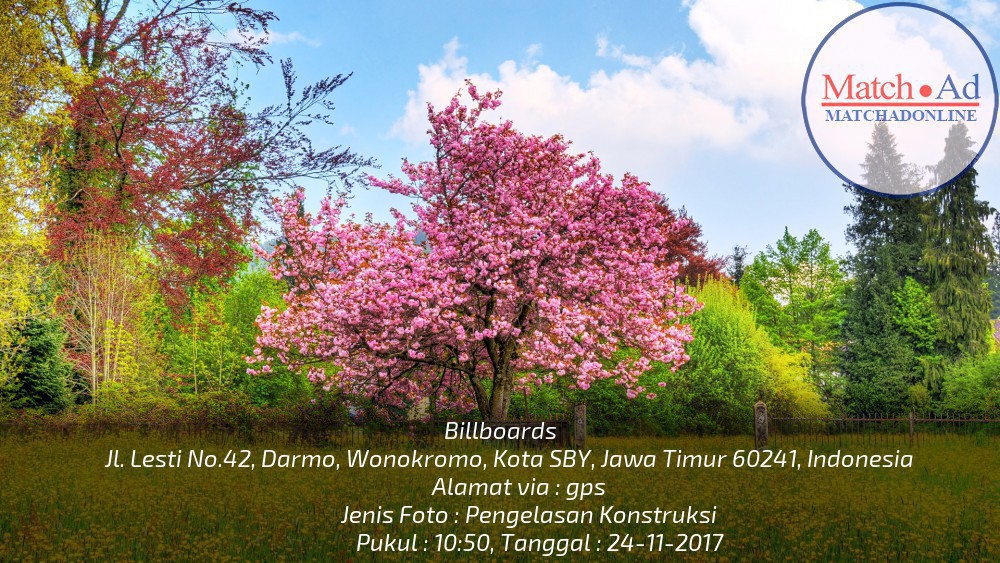 Match Ad
MATCHADONLINE
Billboards
Jl. Lesti No.42, Darmo, Wonokromo, Kota SBY, Jawa Timur 60241, Indonesia
Alamat via : gps
Jenis Foto : Pengelasan Konstruksi
Pukul : 10:50, Tanggal : 24-11-2017